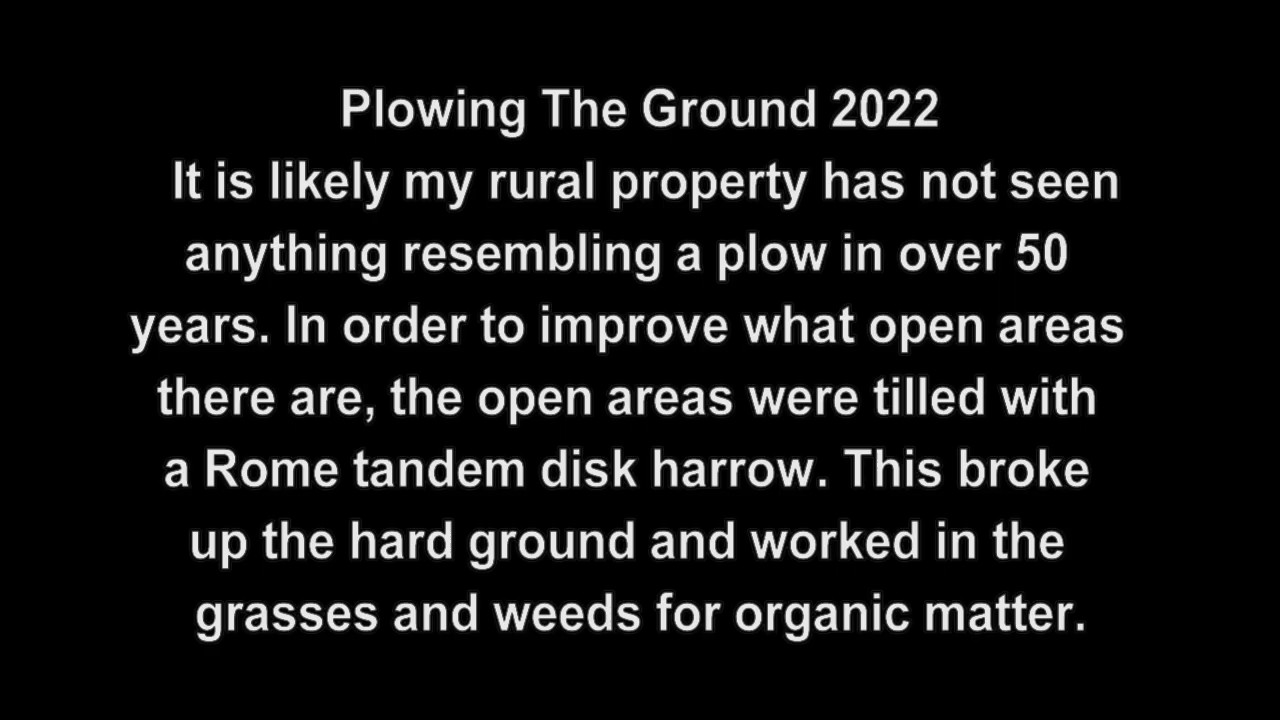 Plowing The Ground 2022
It is likely my rural property has not seen
anything resembling a plow in over 50
years. In order to improve what open areas
there are, the open areas were tilled with
a Rome tandem disk harrow. This broke
up the hard ground and worked in the
grasses and weeds for organic matter.